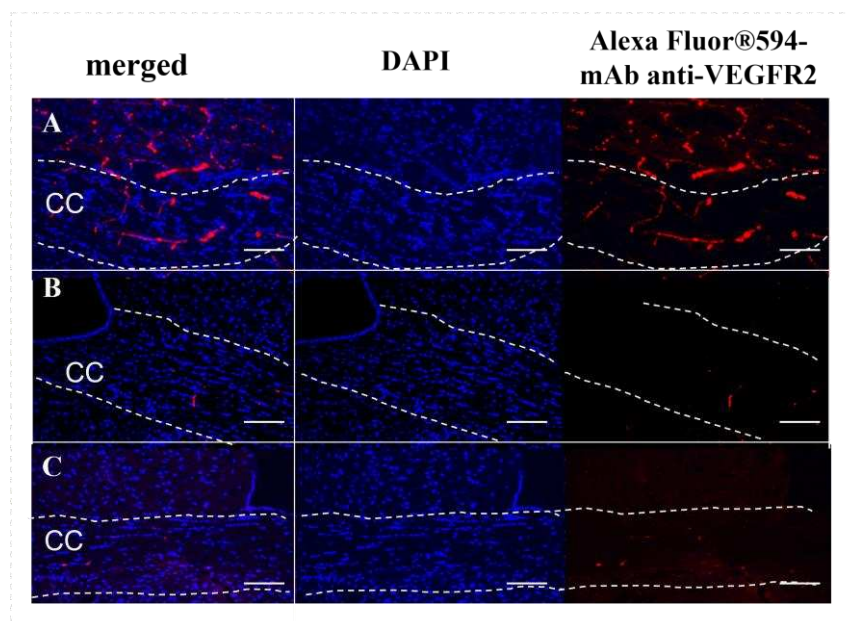 merged
DAPI
Alexa Fluor®594-
mAb anti-VEGFR2
A
CC
B
CC
C
CC